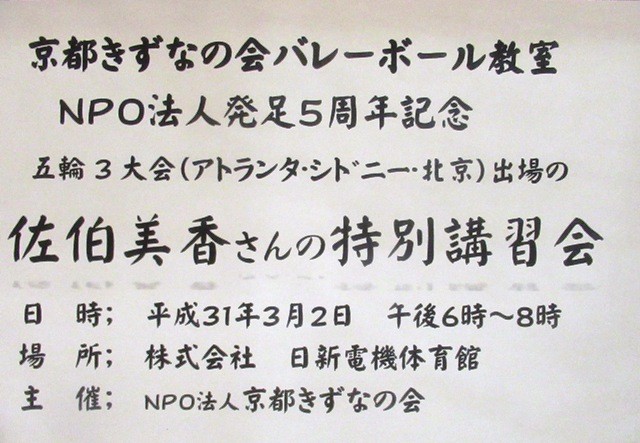 京都きずなの会バレーボール教室
NPO法人発足5周年記念
五輪3大会(アトランタ・シドニー・北京)出場の
佐伯美香さんの特別講習会
日 時; 平成31年3月2日 午後6時～8時
場 所; 株式会社 日新電機体育館
主 催; NPO法人京都きずなの会